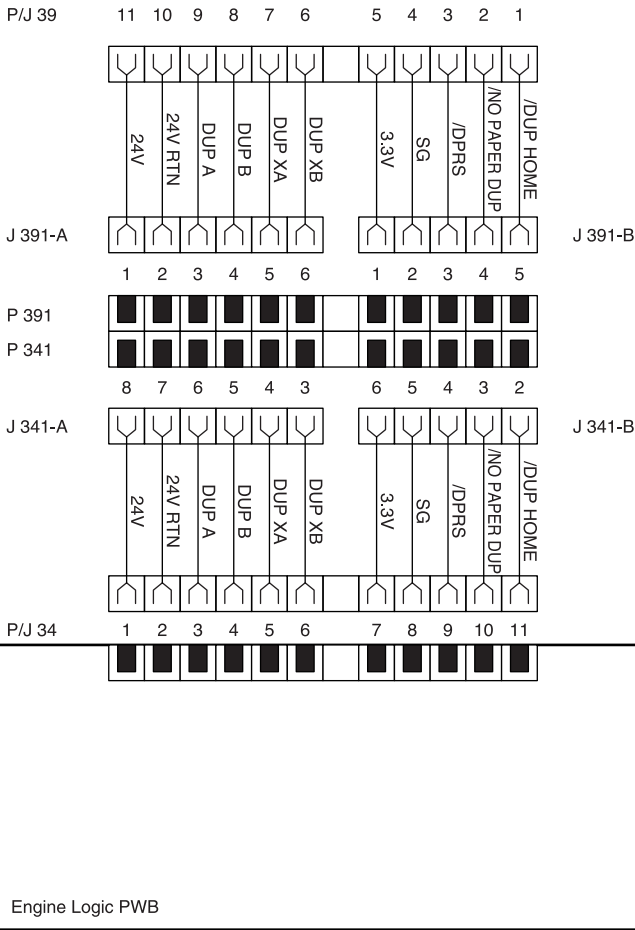 P/J 39 11 10 9 8 7 6 5 4 3 2 1
24V 24V RTN DUP A DUP B DUP XA DUP XB 3.3V SG /DPRS /NO PAPER DUP /DUP HOME
J 391-A J 391-B
1 2 3 4 5 6 1 2 3 4 5
P 391
P 341
8 7 6 5 4 3 6 5 4 3 2
J 341-A J 341-B
24V 24V RTN DUP A DUP B DUP XA DUP XB 3.3V SG /DPRS /NO PAPER DUP /DUP HOME
P/J 34 1 2 3 4 5 6 7 8 9 10 11
Engine Logic PWB